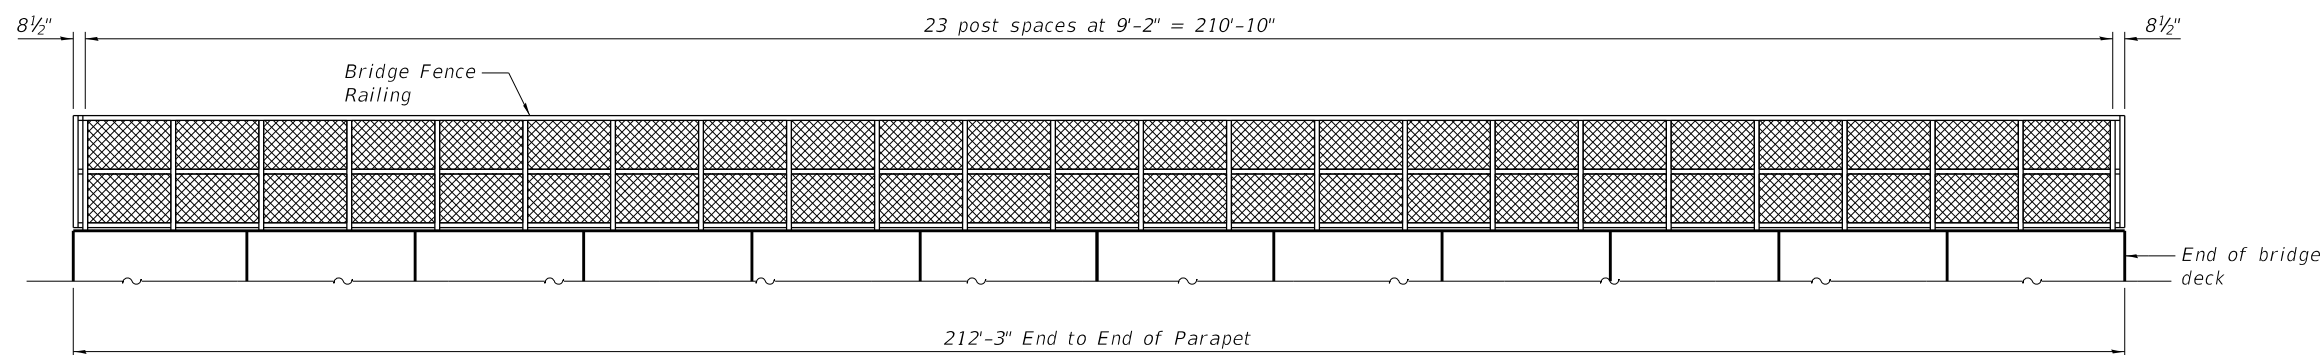 8½"
23 post spaces at 9'-2" = 210'-10"
8½"
Bridge Fence
Railing
End of bridge
deck
212'-3" End to End of Parapet